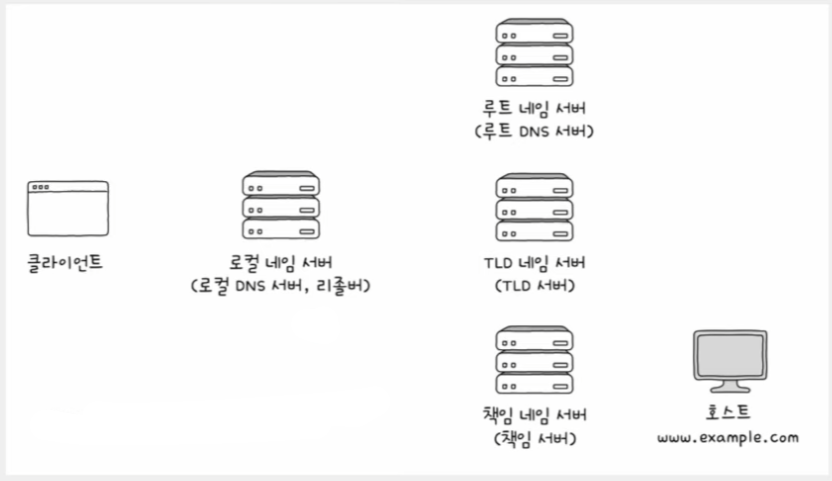 루트 네임 서버
(루트 DNS 서버)
클라이언트
로컬 네임 서버
(로컬 DNS 서버, 리졸버)
TLD 네임 서버
(TLD 서버)
책임 네임 서버
(책임 서버)
호스트
www.example.com